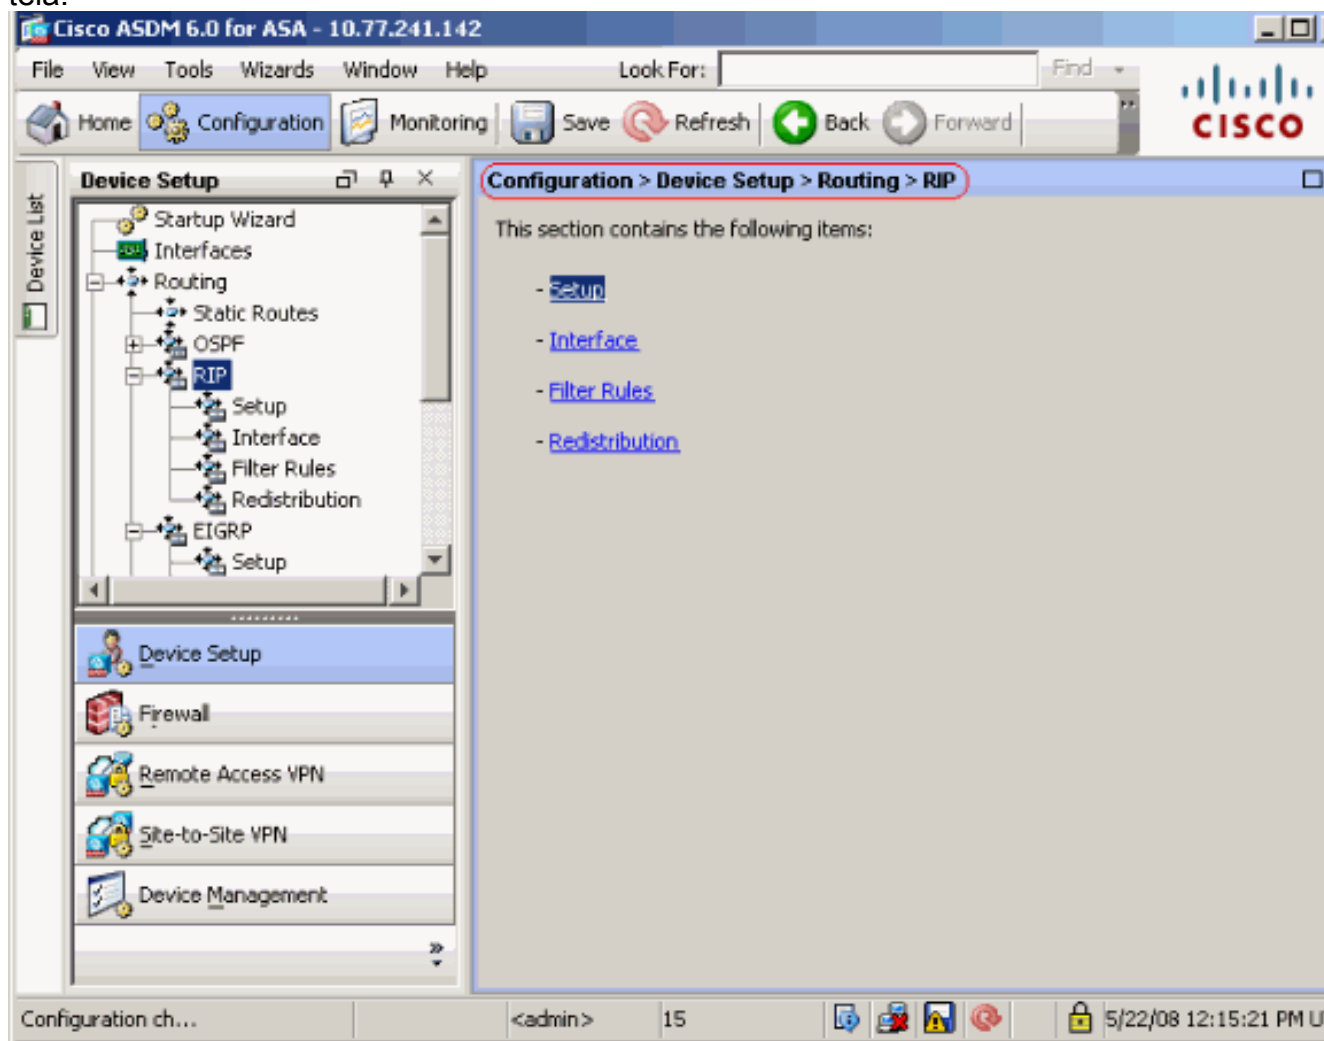 tela.
Cisco ASDM 6.0 for ASA - 10.77.241.142
File View Tools Wizards Window Help Look For: Find
Home Configuration Monitoring Save Refresh Back Forward
CISCO
Device List
Device Setup
Startup Wizard
Interfaces
Routing
Static Routes
OSPF
RIP
Setup
Interface
Filter Rules
Redistribution
EIGRP
Setup
Device Setup
Firewall
Remote Access VPN
Site-to-Site VPN
Device Management
Configuration > Device Setup > Routing > RIP
This section contains the following items:
- Setup
- Interface
- Filter Rules
- Redistribution
Configuration ch... <admin> 15 5/22/08 12:15:21 PM U